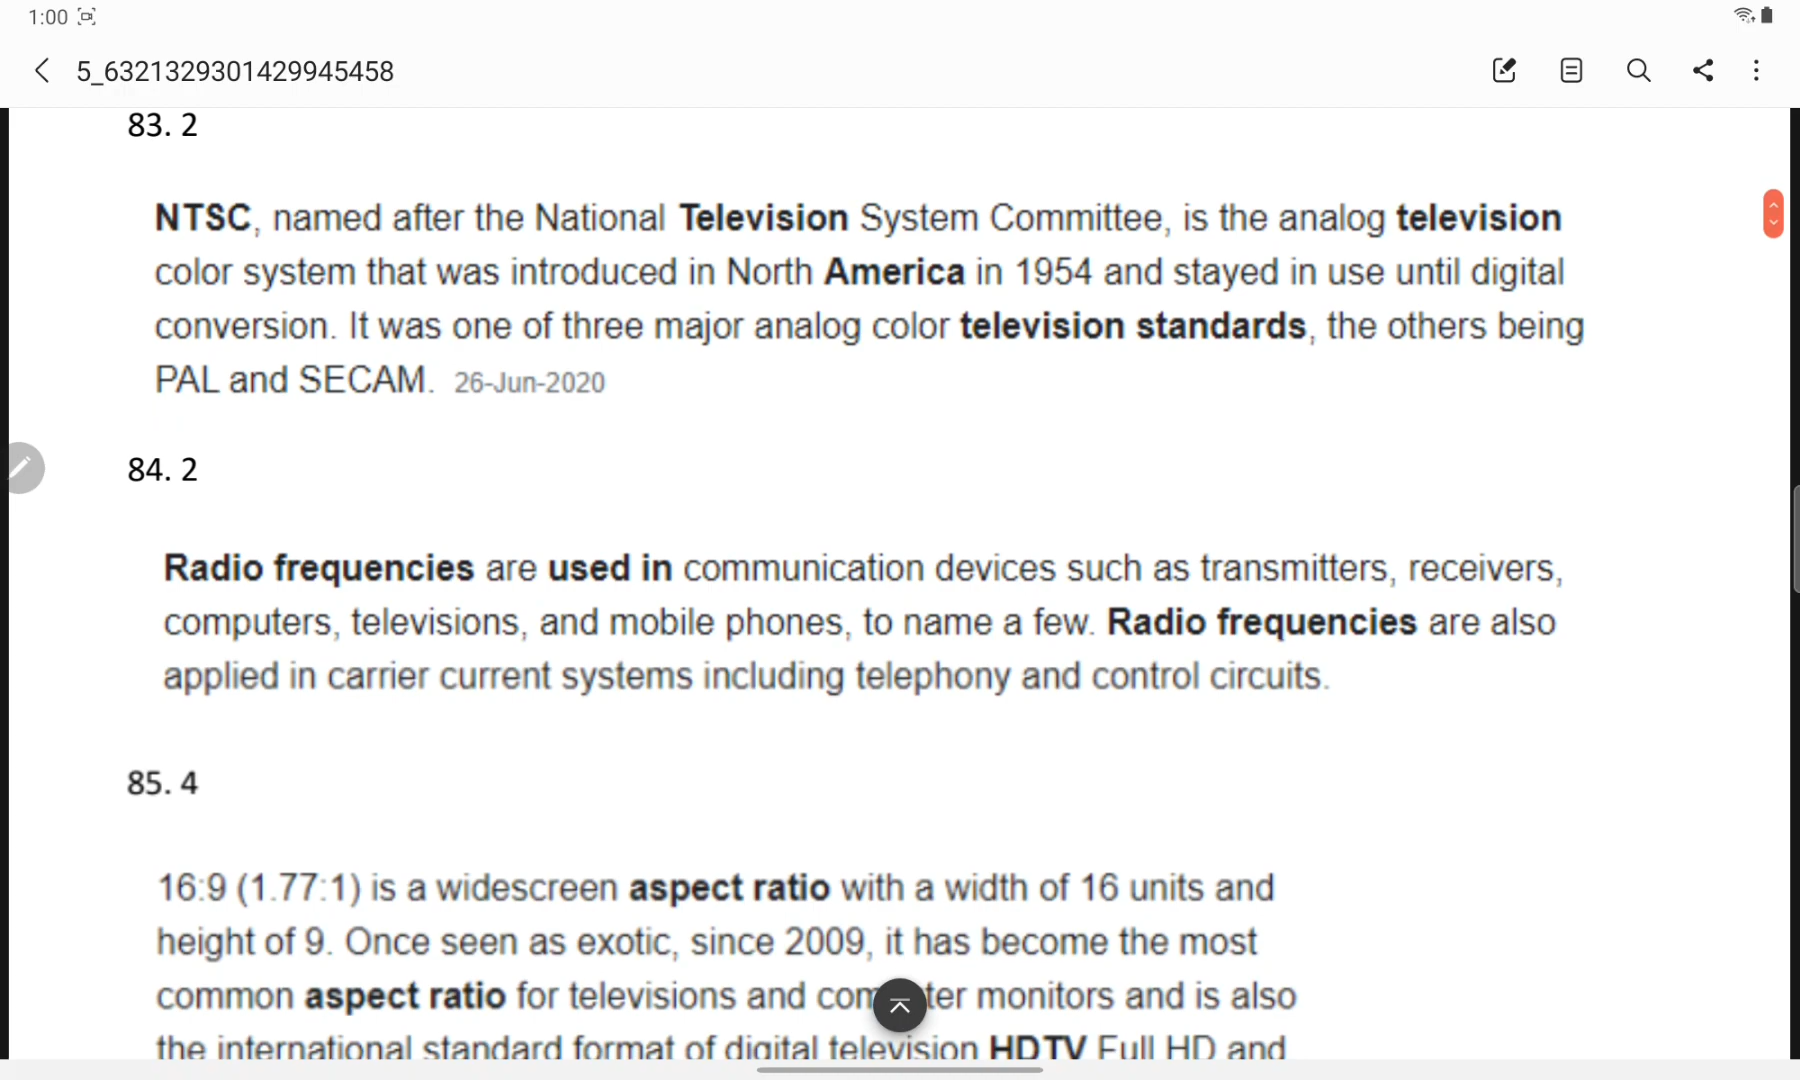 1:00
5_6321329301429945458
83. 2
NTSC, named after the National Television System Committee, is the analog television
color system that was introduced in North America in 1954 and stayed in use until digital
conversion. It was one of three major analog color television standards, the others being
PAL and SECAM. 26-Jun-2020
84. 2
Radio frequencies are used in communication devices such as transmitters, receivers,
computers, televisions, and mobile phones, to name a few. Radio frequencies are also
applied in carrier current systems including telephony and control circuits.
85. 4
16:9 (1.77:1) is a widescreen aspect ratio with a width of 16 units and
height of 9. Once seen as exotic, since 2009, it has become the most
common aspect ratio for televisions and computer monitors and is also
the international standard format of digital television HDTV Full HD and